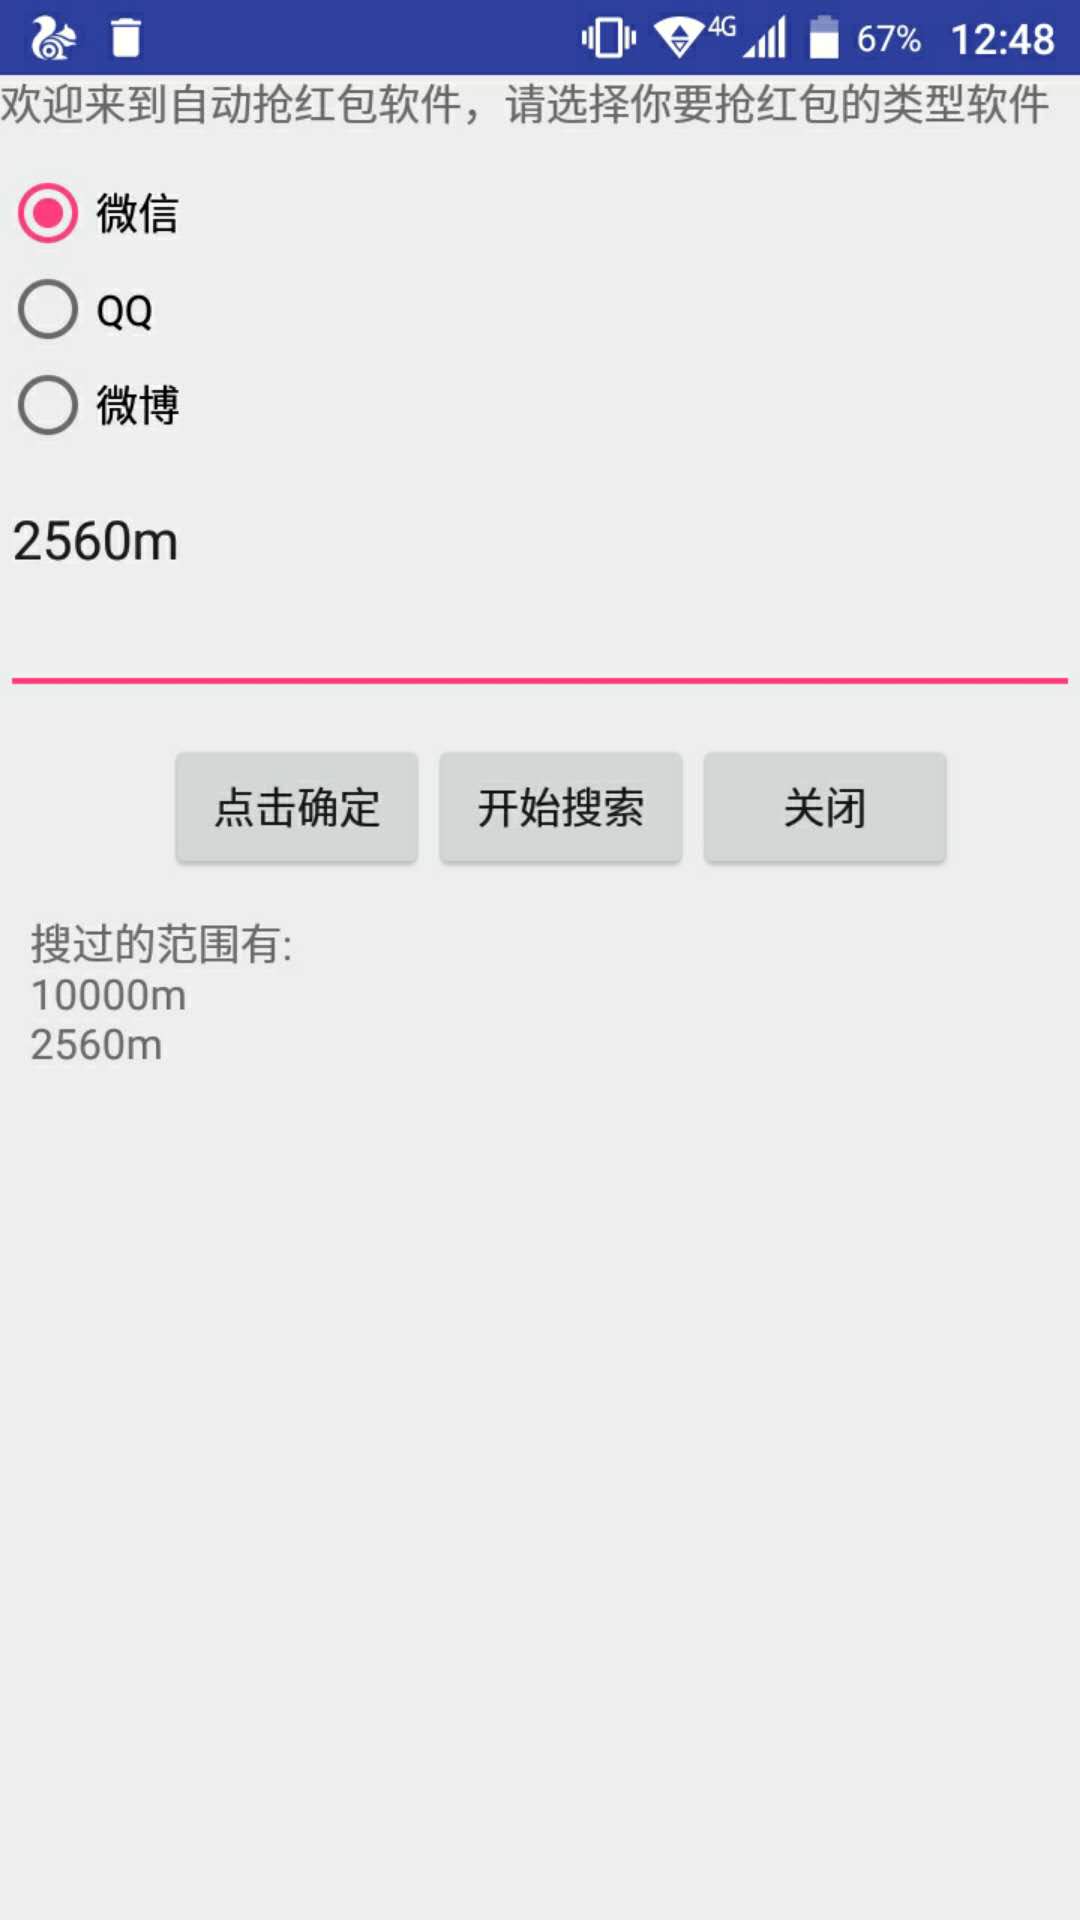 4G 67% 12:48
欢迎来到自动抢红包软件，请选择你要抢红包的类型软件
微信
QQ
微博
2560m
点击确定 开始搜索 关闭
搜过的范围有:
10000m
2560m